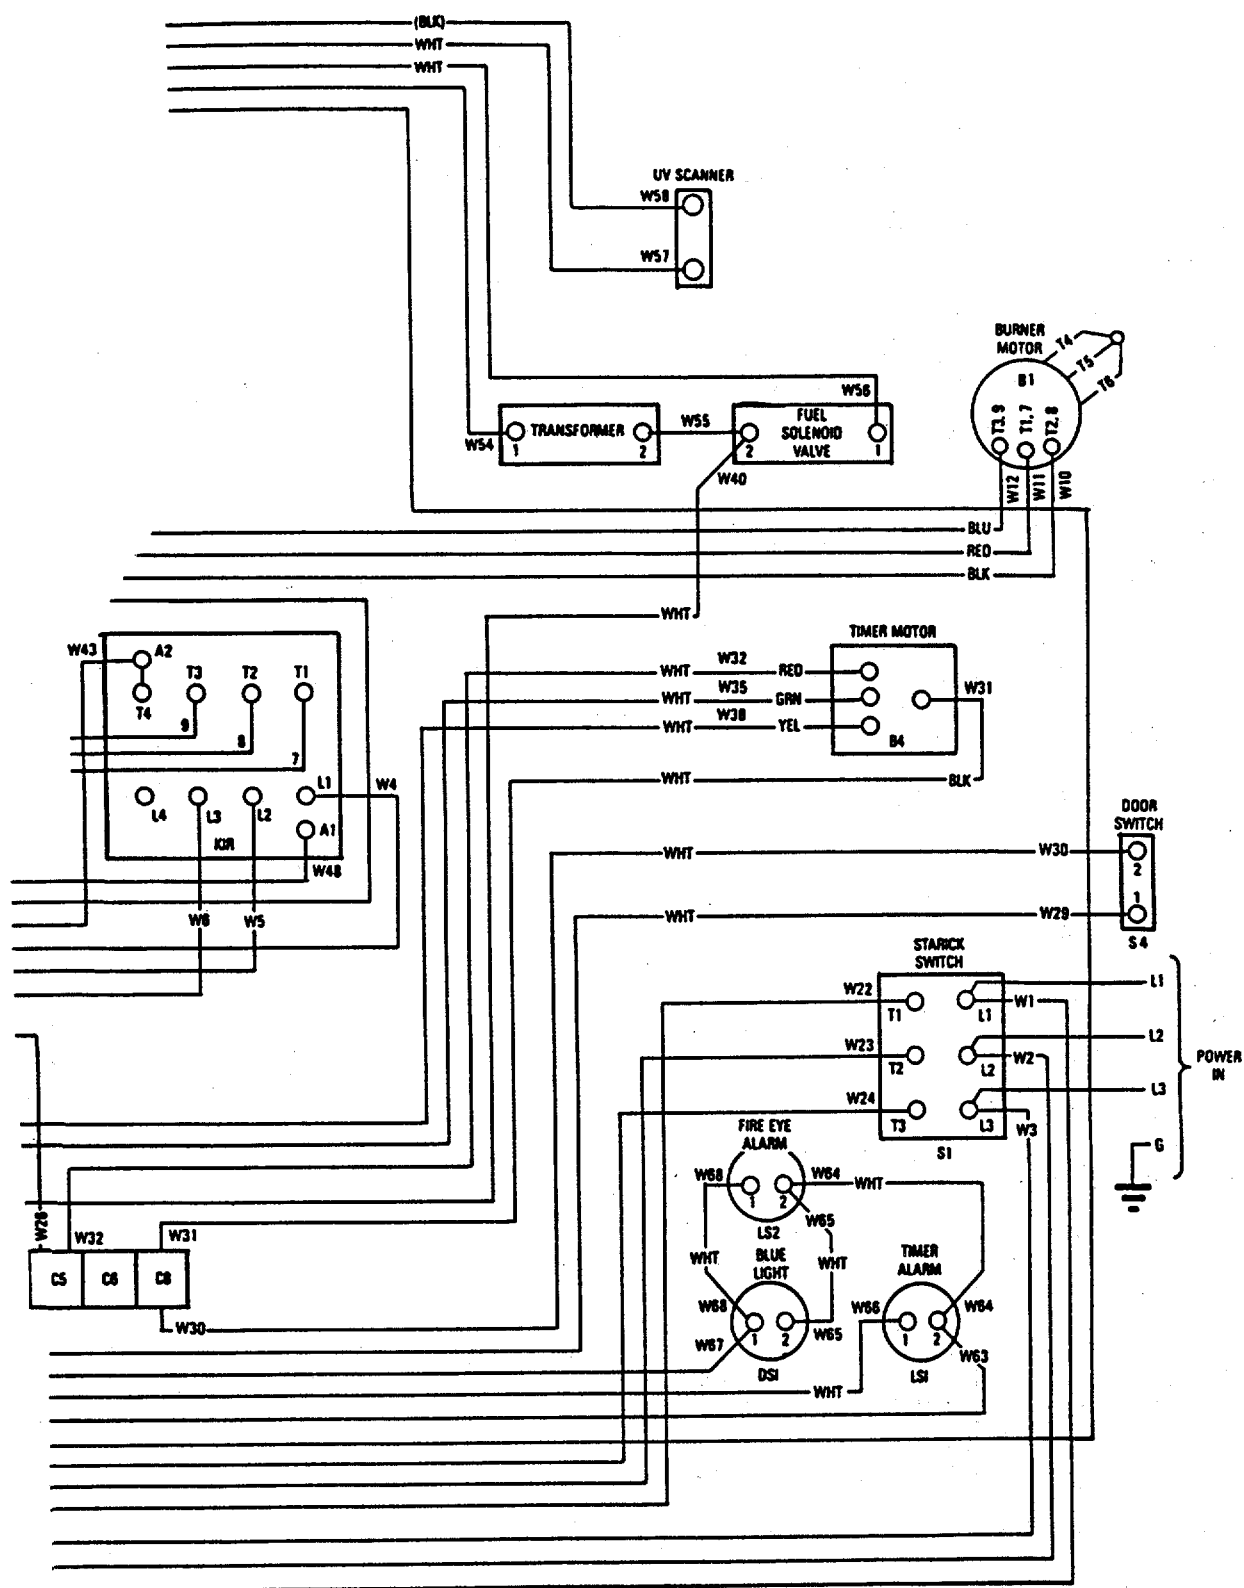 (BLK)
WHT
WHT
UV SCANNER
W58
W57
BURNER
MOTOR
T4
T5
T6
B1
T3, 9
T1, 7
T2, 8
W12
W11
W10
W56
W54
TRANSFORMER
1
2
W55
FUEL
SOLENOID
VALVE
2
1
W40
BLU
RED
BLK
WHT
TIMER MOTOR
W43
A2
T4
T3
T2
T1
9
8
7
WHT
W32
RED
WHT
W35
GRN
WHT
W38
YEL
W31
B4
WHT
BLK
L4
L3
L2
L1
W4
A1
W48
W6
W5
DOOR
SWITCH
WHT
W30
2
1
WHT
W29
S4
STARICK
SWITCH
W22
T1
L1
W1
L1
W23
T2
L2
W2
L2
W24
T3
L3
W3
L3
S1
POWER
IN
G
FIRE EYE
ALARM
W68
1
2
W64
WHT
W65
LS2
WHT
BLUE
LIGHT
WHT
TIMER
ALARM
W68
1
2
W65
W67
DS1
W66
1
2
W64
W63
LS1
WHT
W26
W32
W31
C5
C6
C8
W30